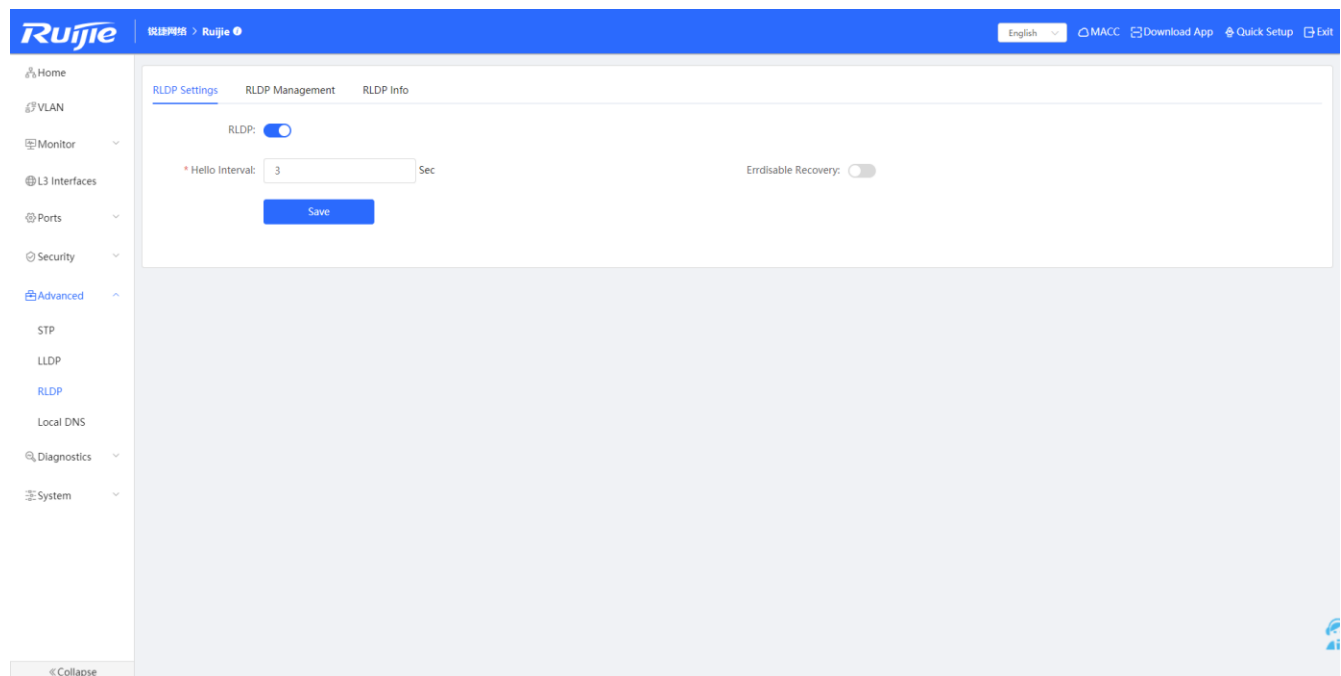 Ruijie
锐捷网络 > Ruijie
English
MACC
Download App
Quick Setup
Exit
Home
VLAN
Monitor
L3 Interfaces
Ports
Security
Advanced
STP
LLDP
RLDP
Local DNS
Diagnostics
System
«Collapse
RLDP Settings RLDP Management RLDP Info
RLDP:
* Hello Interval: 3 Sec Errdisable Recovery:
Save